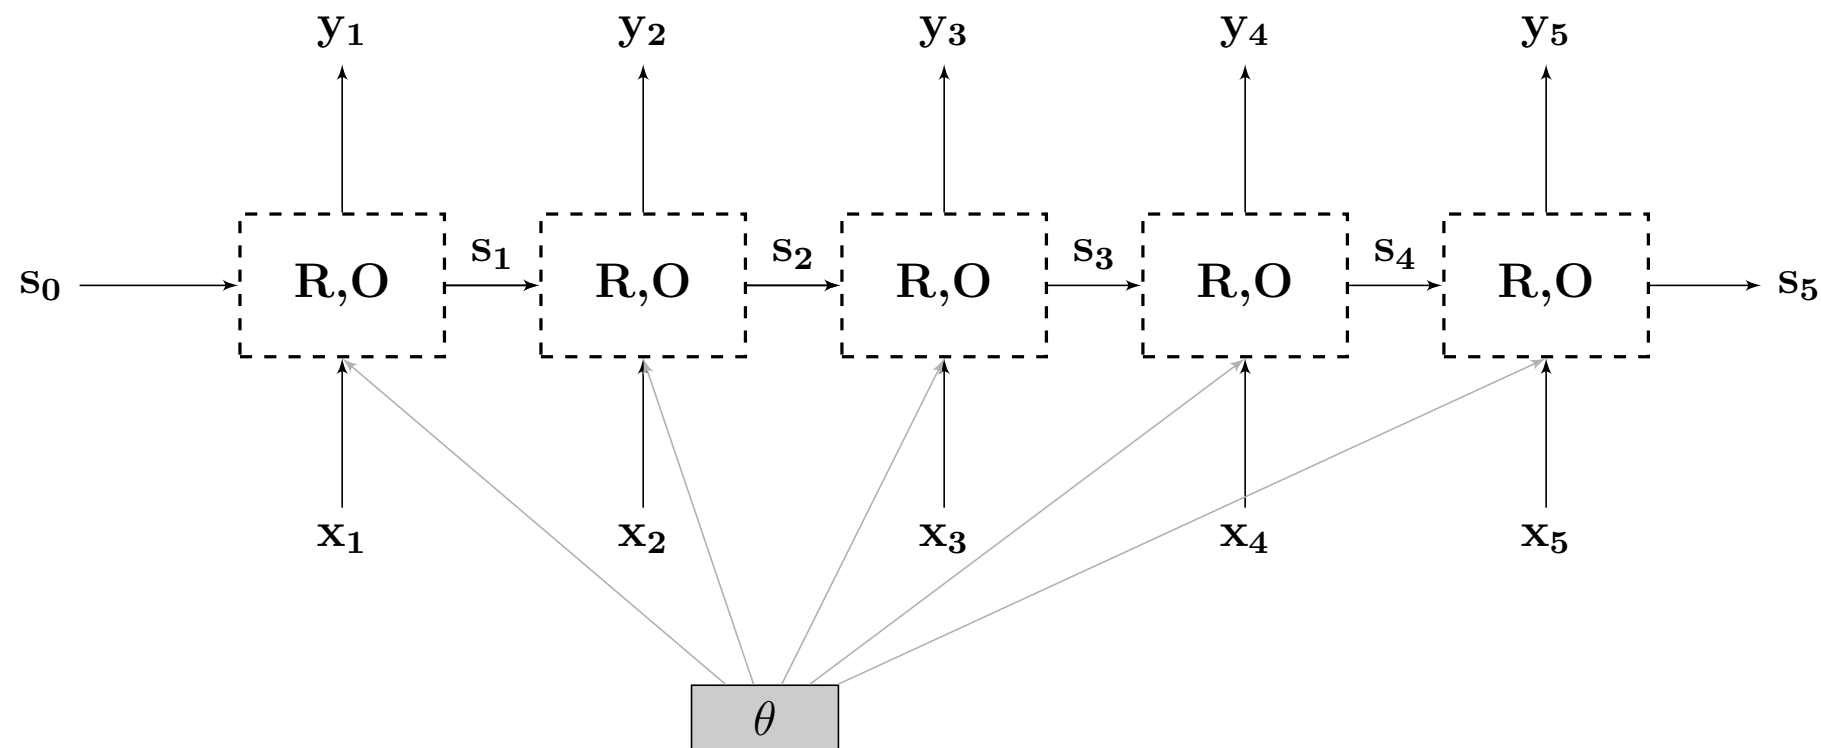 y₁ y₂ y₃ y₄ y₅
s₀ R,O s₁ R,O s₂ R,O s₃ R,O s₄ R,O s₅
x₁ x₂ x₃ x₄ x₅
θ